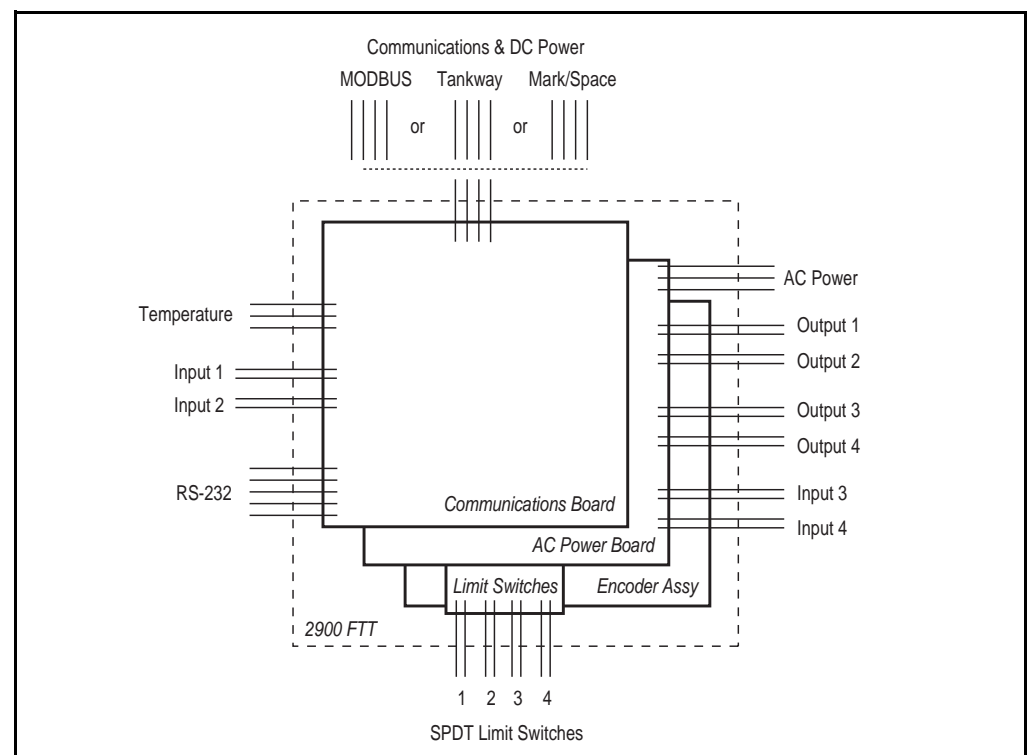 Communications & DC Power
MODBUS or Tankway or Mark/Space
AC Power
Temperature
Output 1
Output 2
Input 1
Input 2
Output 3
Output 4
RS-232
Input 3
Input 4
Communications Board
AC Power Board
Limit Switches
Encoder Assy
2900 FTT
1 2 3 4
SPDT Limit Switches